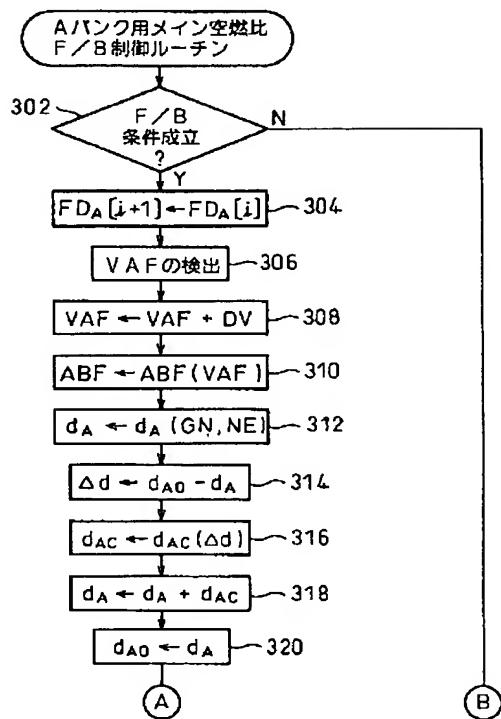 Aバンク用メイン空燃比
F/B制御ルーチン
302
F/B
条件成立
?
N
Y
FDA[i+1]←FDA[i]
304
VAFの検出
306
VAF ← VAF + DV
308
ABF ← ABF(VAF)
310
dA ← dA(GN,NE)
312
Δd ← dAO - dA
314
dAC ← dAC(Δd)
316
dA ← dA + dAC
318
dAO ← dA
320
A
B